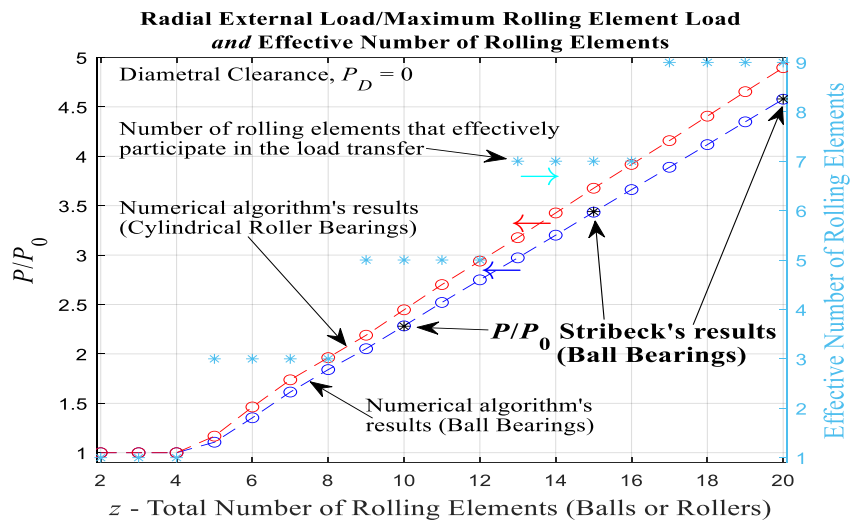 Radial External Load/Maximum Rolling Element Load
and Effective Number of Rolling Elements
Diametral Clearance, P_D = 0
Number of rolling elements that effectively
participate in the load transfer
Numerical algorithm's results
(Cylindrical Roller Bearings)
P/P_0 Stribeck's results
(Ball Bearings)
Numerical algorithm's
results (Ball Bearings)
P/P_0
5
4.5
4
3.5
3
2.5
2
1.5
1
2 4 6 8 10 12 14 16 18 20
z - Total Number of Rolling Elements (Balls or Rollers)
9
8
7
6
5
4
3
2
1
Effective Number of Rolling Elements